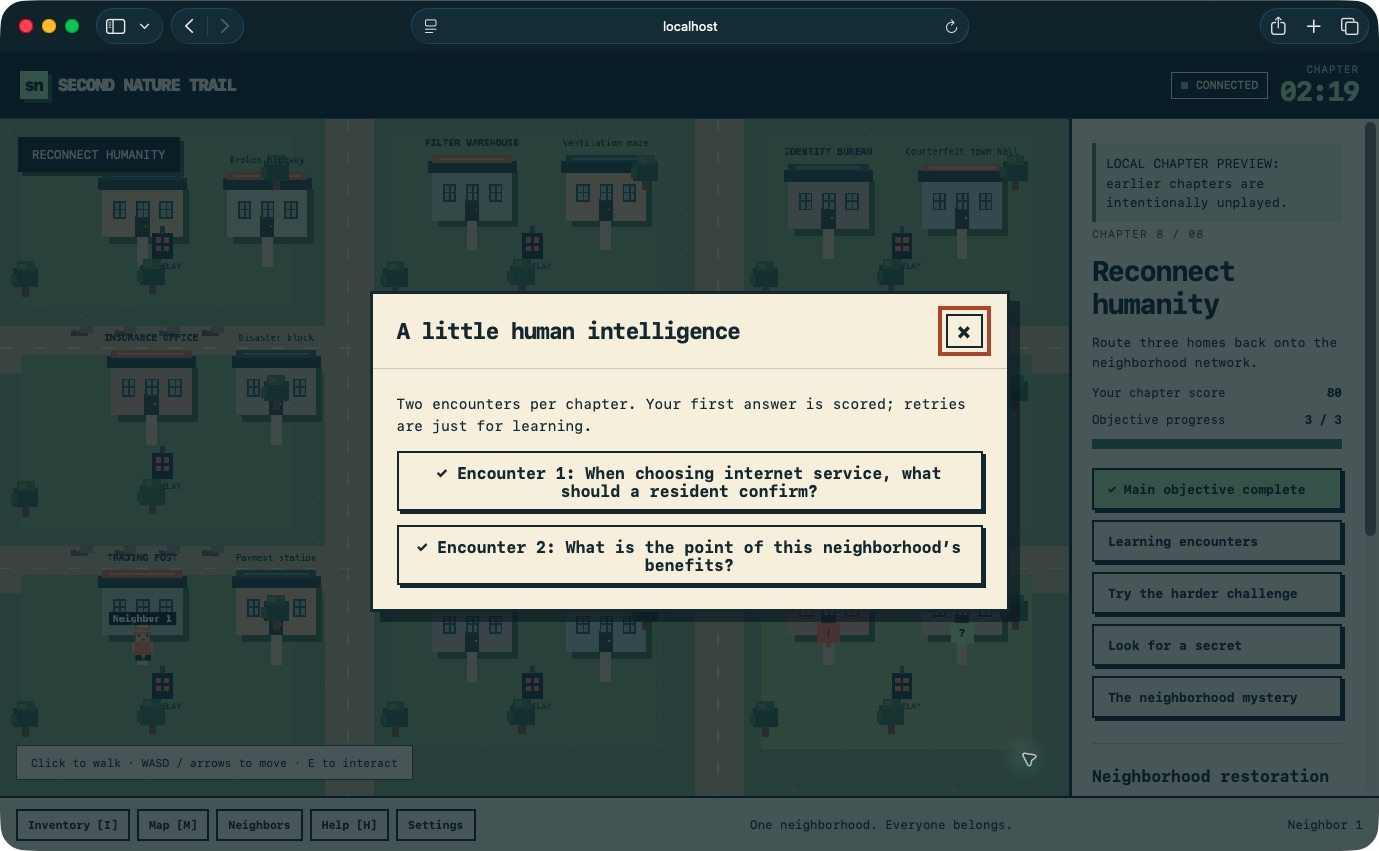 localhost
sn SECOND NATURE TRAIL
CONNECTED
CHAPTER
02:19
RECONNECT HUMANITY
Broken highway
FILTER WAREHOUSE
Ventilation maze
IDENTITY BUREAU
Counterfeit town hall
INSURANCE OFFICE
Disaster block
TRADING POST
Payment station
Neighbor 1
!
?
A little human intelligence
×
Two encounters per chapter. Your first answer is scored; retries
are just for learning.
✓ Encounter 1: When choosing internet service, what
should a resident confirm?
✓ Encounter 2: What is the point of this neighborhood’s
benefits?
Click to walk · WASD / arrows to move · E to interact
LOCAL CHAPTER PREVIEW:
earlier chapters are
intentionally unplayed.
CHAPTER 8 / 08
Reconnect
humanity
Route three homes back onto the
neighborhood network.
Your chapter score 80
Objective progress 3 / 3
✓ Main objective complete
Learning encounters
Try the harder challenge
Look for a secret
The neighborhood mystery
Neighborhood restoration
Inventory [I]
Map [M]
Neighbors
Help [H]
Settings
One neighborhood. Everyone belongs.
Neighbor 1